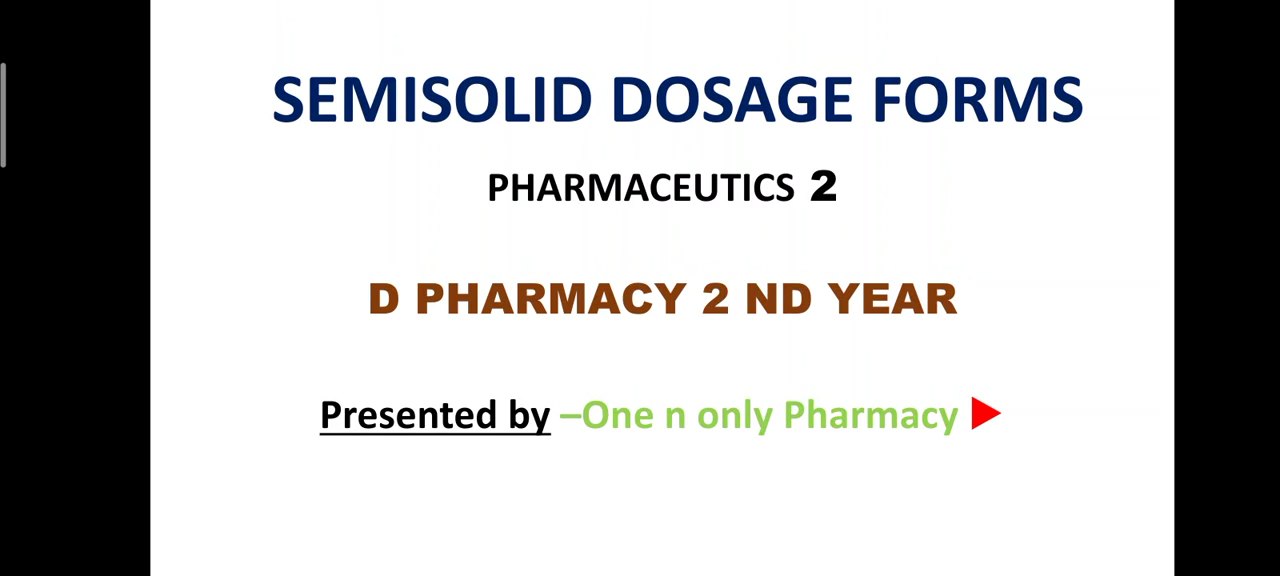 SEMISOLID DOSAGE FORMS
PHARMACEUTICS 2
D PHARMACY 2 ND YEAR
Presented by –One n only Pharmacy